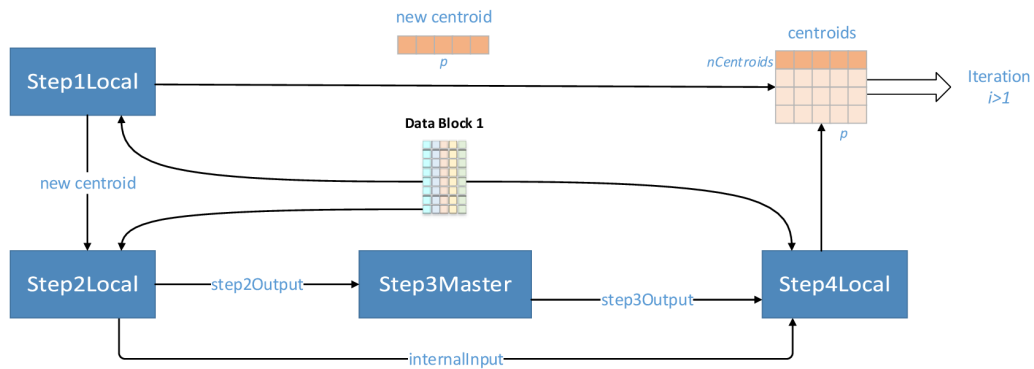 new centroid
p
centroids
nCentroids
Step1Local
Iteration
i>1
p
Data Block 1
new centroid
Step2Local
step2Output
Step3Master
step3Output
Step4Local
internalInput